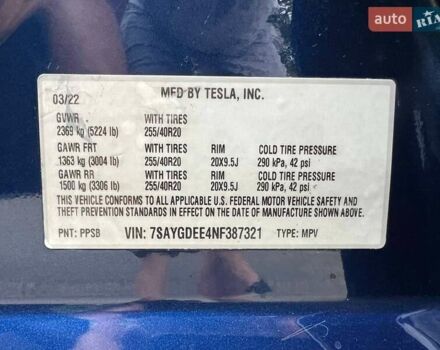 auto RIA
MFD BY TESLA, INC.
03/22
GVWR WITH TIRES
2369 kg (5224 lb) 255/40R20
GAWR FRT WITH TIRES RIM COLD TIRE PRESSURE
1363 kg (3004 lb) 255/40R20 20X9.5J 290 kPa, 42 psi
GAWR RR WITH TIRES RIM COLD TIRE PRESSURE
1500 kg (3306 lb) 255/40R20 20X9.5J 290 kPa, 42 psi
THIS VEHICLE CONFORMS TO ALL APPLICABLE U.S. FEDERAL MOTOR VEHICLE SAFETY AND
THEFT PREVENTION STANDARDS IN EFFECT ON THE DATE OF MANUFACTURE SHOWN ABOVE.
PNT: PPSB VIN: 7SAYGDEE4NF387321 TYPE: MPV